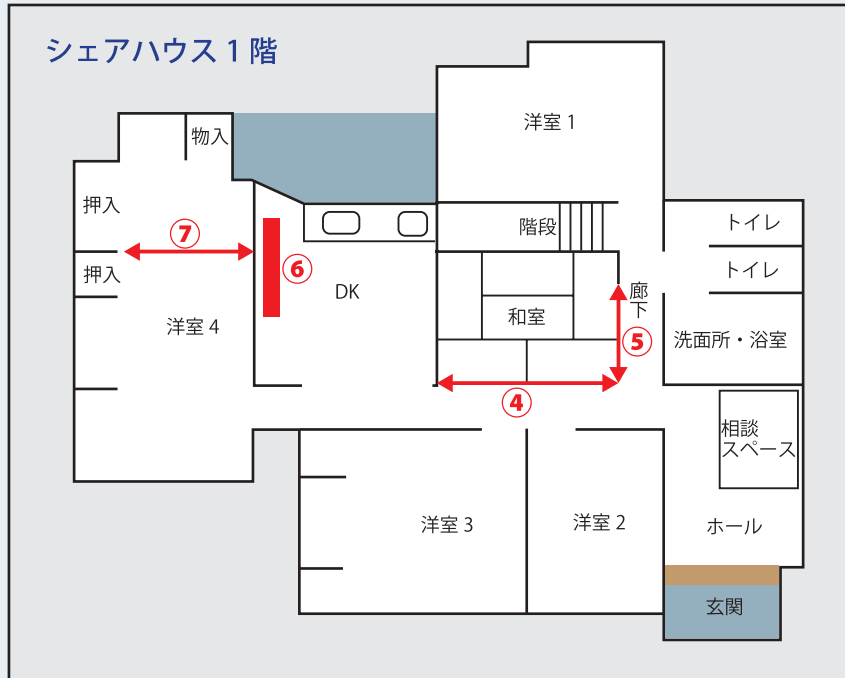 シェアハウス 1 階
洋室 1
物入
押入
⑦
押入
洋室 4
⑥
DK
階段
和室
廊下
⑤
④
トイレ
トイレ
洗面所・浴室
相談
スペース
洋室 3
洋室 2
ホール
玄関